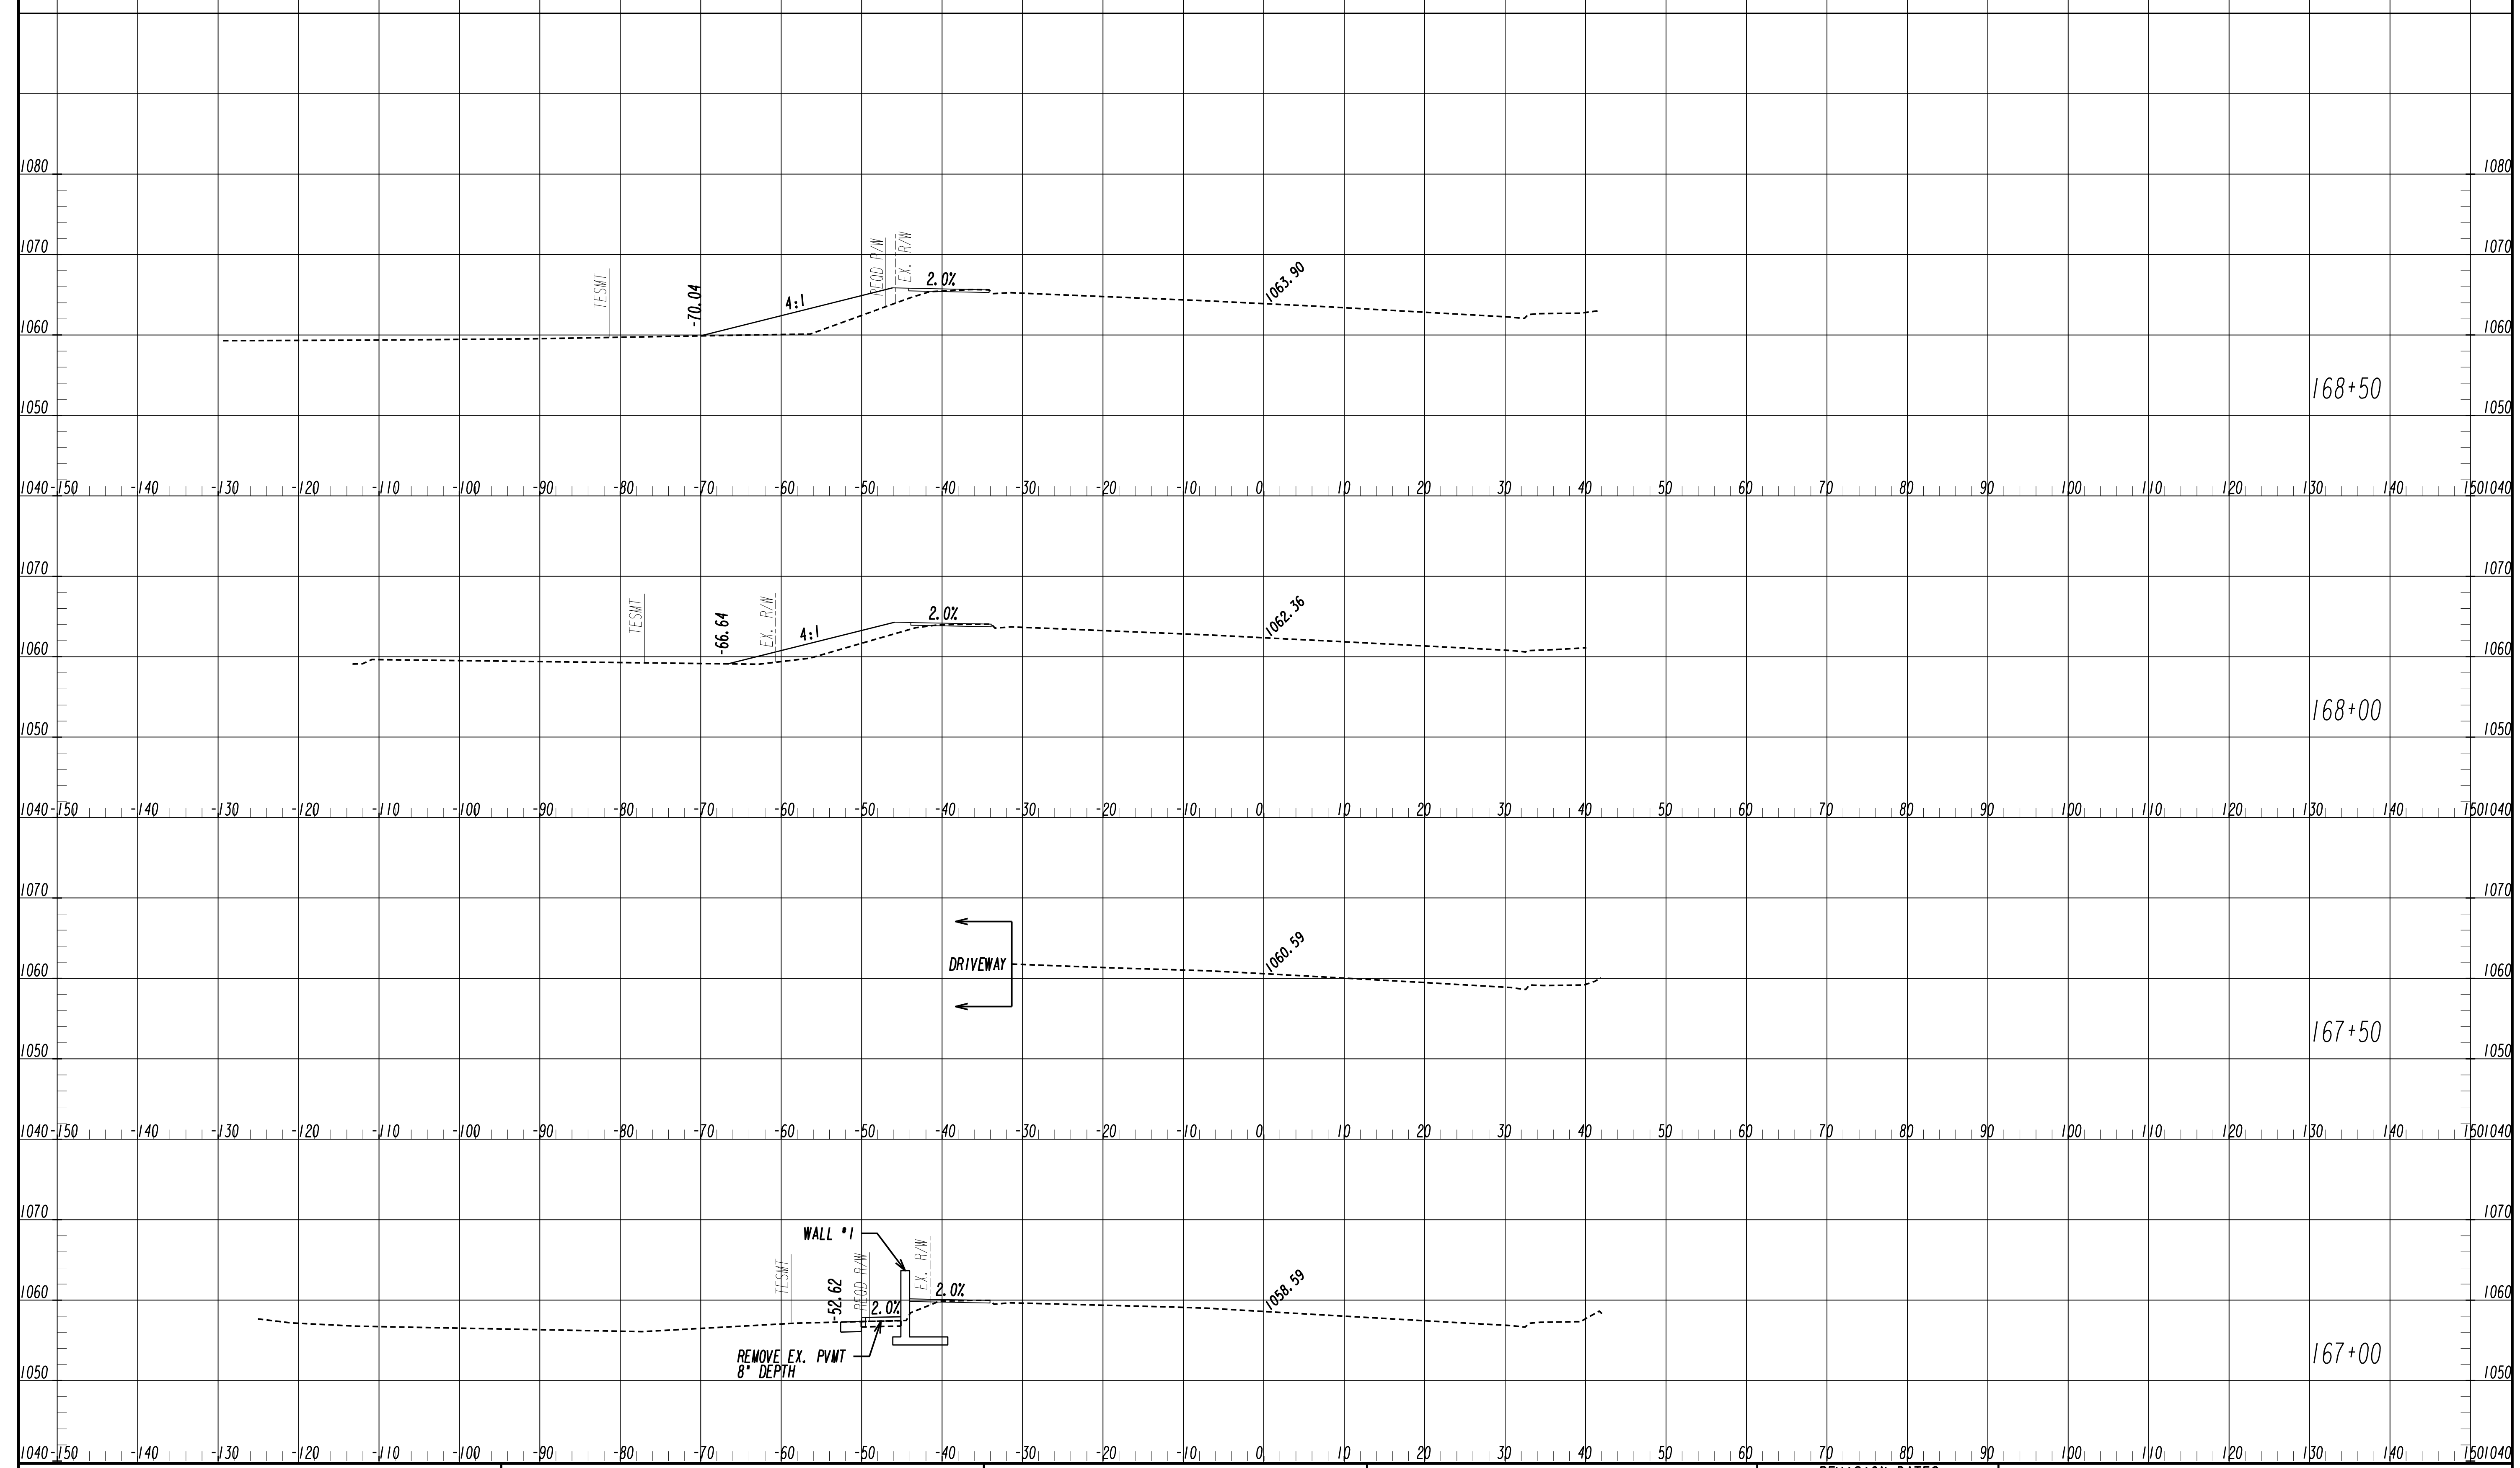 1080 1080
1070 REQD R/W EX. R/W 1070
TESMT -70.04 4:1 2.0% 1063.90
1060 1060
168+50
1050 1050
1040 -150 -140 -130 -120 -110 -100 -90 -80 -70 -60 -50 -40 -30 -20 -10 0 10 20 30 40 50 60 70 80 90 100 110 120 130 140 150 1040
1070 1070
TESMT -66.64 EX. R/W 4:1 2.0% 1062.36
1060 1060
168+00
1050 1050
1040 -150 -140 -130 -120 -110 -100 -90 -80 -70 -60 -50 -40 -30 -20 -10 0 10 20 30 40 50 60 70 80 90 100 110 120 130 140 150 1040
1070 1070
DRIVEWAY 1060.59
1060 1060
167+50
1050 1050
1040 -150 -140 -130 -120 -110 -100 -90 -80 -70 -60 -50 -40 -30 -20 -10 0 10 20 30 40 50 60 70 80 90 100 110 120 130 140 150 1040
1070 1070
WALL #1
TESMT -52.62 REQD R/W 2.0% EX. R/W 2.0% 1058.59
1060 1060
REMOVE EX. PVMT
8" DEPTH
167+00
1050 1050
1040 -150 -140 -130 -120 -110 -100 -90 -80 -70 -60 -50 -40 -30 -20 -10 0 10 20 30 40 50 60 70 80 90 100 110 120 130 140 150 1040